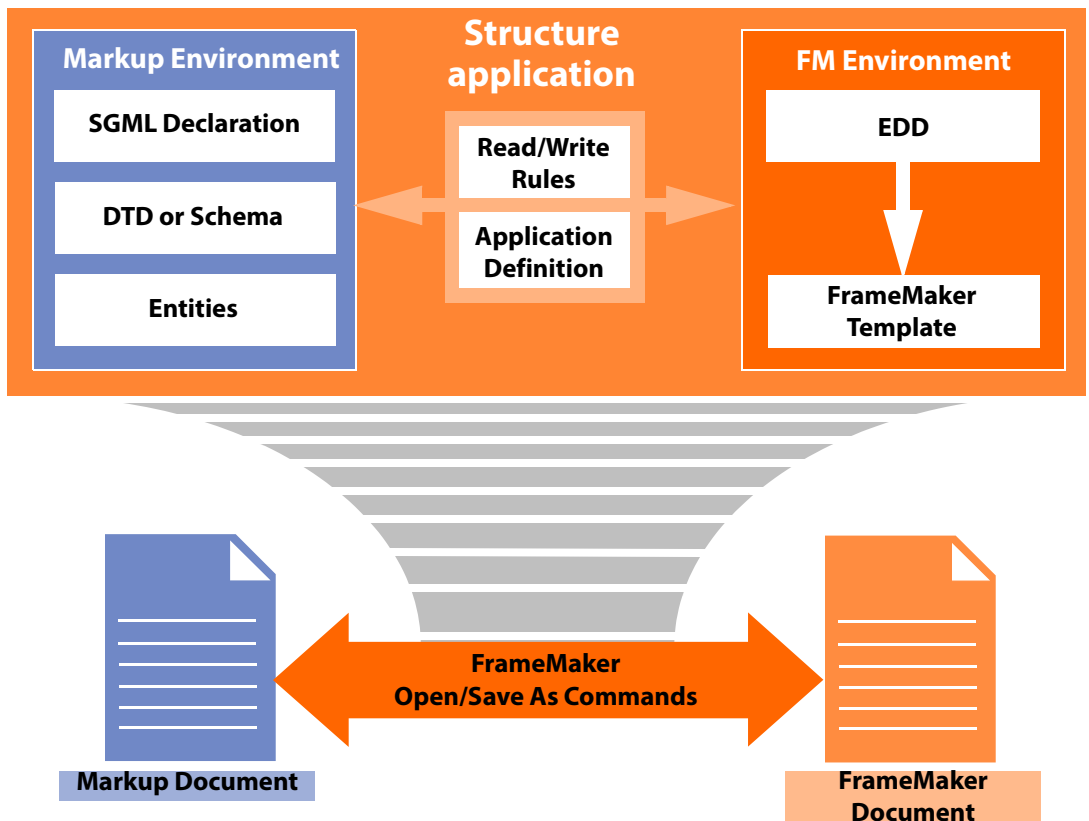 Structure
application
Markup Environment
SGML Declaration
DTD or Schema
Entities
Read/Write
Rules
Application
Definition
FM Environment
EDD
FrameMaker
Template
FrameMaker
Open/Save As Commands
Markup Document
FrameMaker
Document